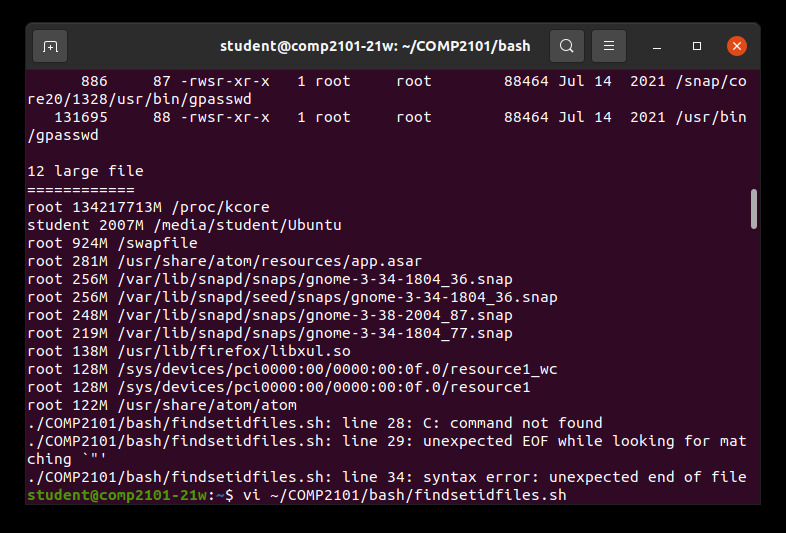 student@comp2101-21w: ~/COMP2101/bash
886     87 -rwsr-xr-x   1 root     root        88464 Jul 14  2021 /snap/co
re20/1328/usr/bin/gpasswd
131695     88 -rwsr-xr-x   1 root     root        88464 Jul 14  2021 /usr/bin
/gpasswd
12 large file
============
root 134217713M /proc/kcore
student 2007M /media/student/Ubuntu
root 924M /swapfile
root 281M /usr/share/atom/resources/app.asar
root 256M /var/lib/snapd/snaps/gnome-3-34-1804_36.snap
root 256M /var/lib/snapd/seed/snaps/gnome-3-34-1804_36.snap
root 248M /var/lib/snapd/snaps/gnome-3-38-2004_87.snap
root 219M /var/lib/snapd/snaps/gnome-3-34-1804_77.snap
root 138M /usr/lib/firefox/libxul.so
root 128M /sys/devices/pci0000:00/0000:00:0f.0/resource1_wc
root 128M /sys/devices/pci0000:00/0000:00:0f.0/resource1
root 122M /usr/share/atom/atom
./COMP2101/bash/findsetidfiles.sh: line 28: C: command not found
./COMP2101/bash/findsetidfiles.sh: line 29: unexpected EOF while looking for mat
ching `"'
./COMP2101/bash/findsetidfiles.sh: line 34: syntax error: unexpected end of file
student@comp2101-21w:~$ vi ~/COMP2101/bash/findsetidfiles.sh